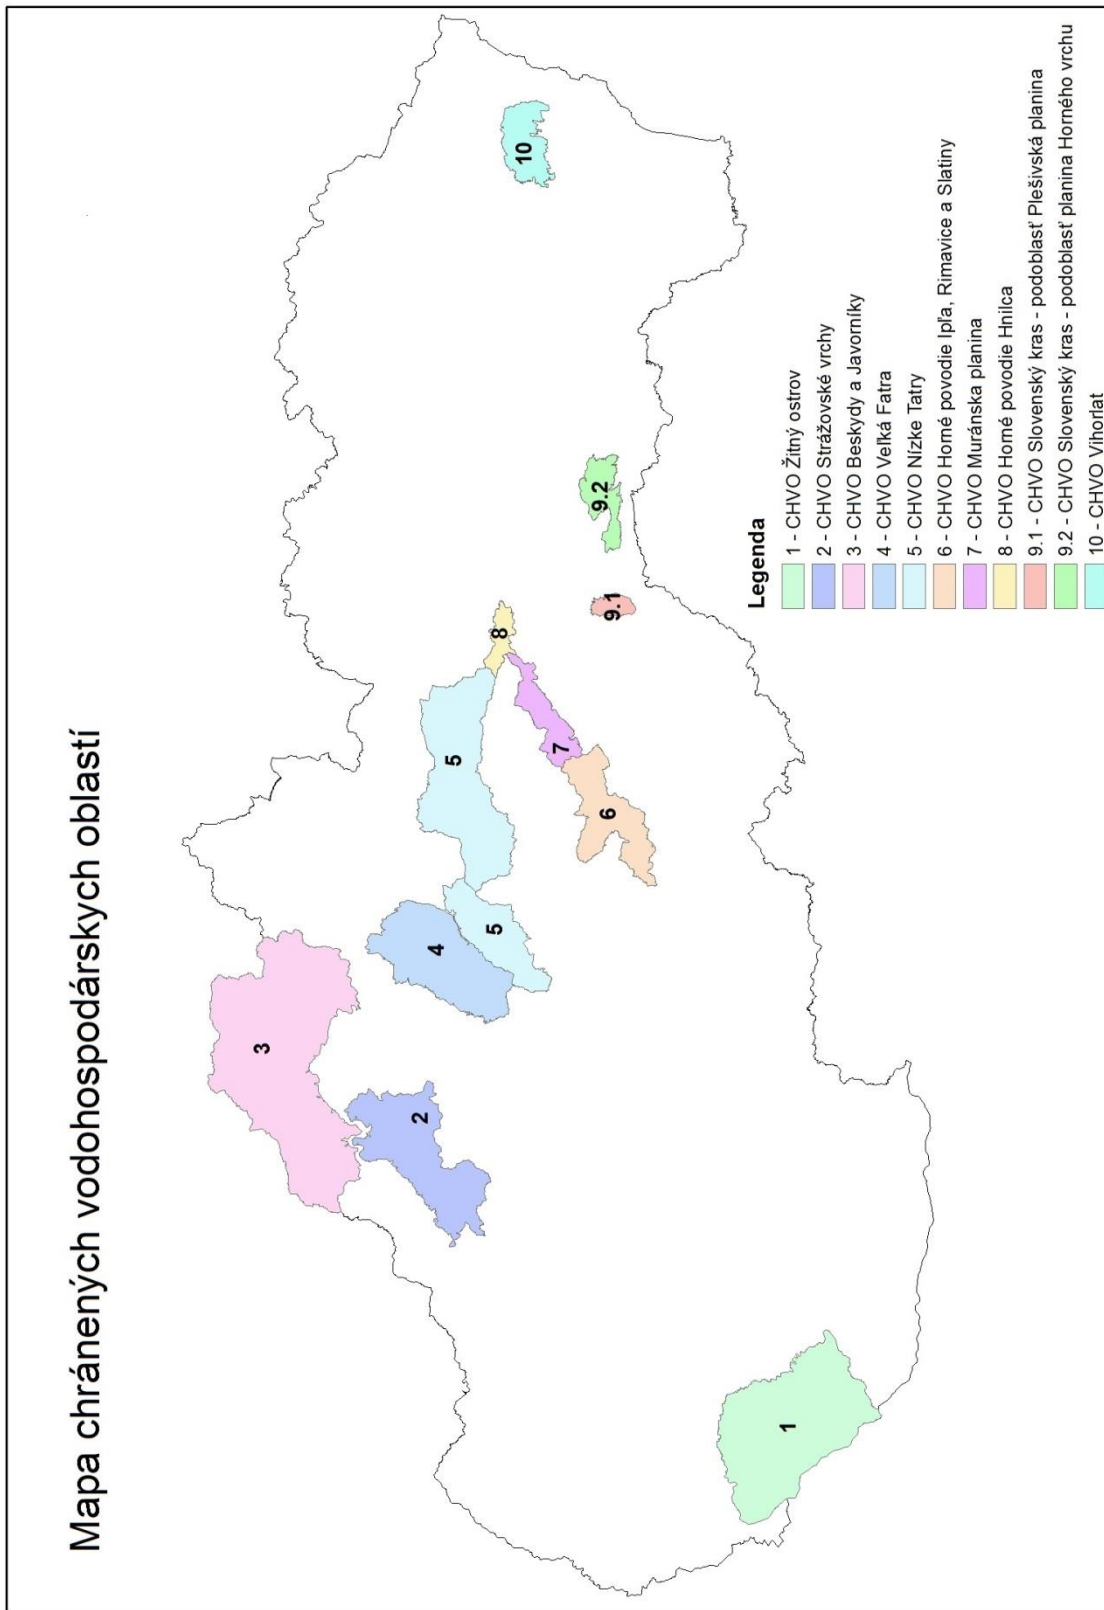 Mapa chránených vodohospodárskych oblastí
3
10
2
4
5
5
8
7
6
9.2
9.1
1
Legenda
1 - CHVO Žitný ostrov
2 - CHVO Strážovské vrchy
3 - CHVO Beskydy a Javorníky
4 - CHVO Veľká Fatra
5 - CHVO Nízke Tatry
6 - CHVO Horné povodie Ipľa, Rimavice a Slatiny
7 - CHVO Muránska planina
8 - CHVO Horné povodie Hnilca
9.1 - CHVO Slovenský kras - podoblasť Plešivská planina
9.2 - CHVO Slovenský kras - podoblasť planina Horného vrchu
10 - CHVO Vihorlat